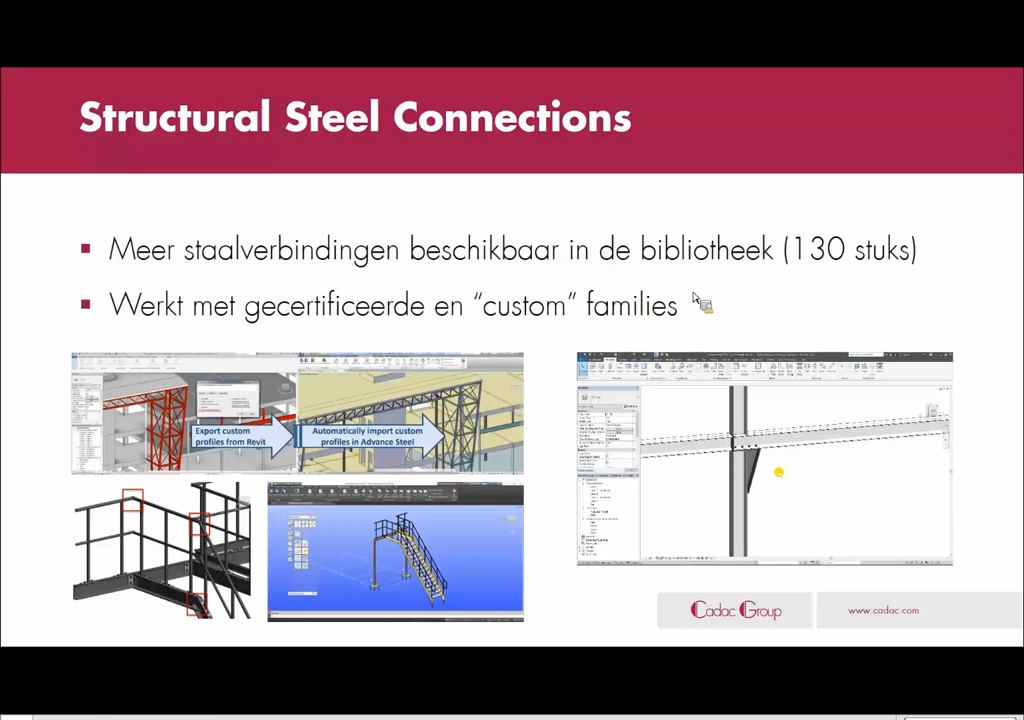 Structural Steel Connections
Meer staalverbindingen beschikbaar in de bibliotheek (130 stuks)
Werkt met gecertificeerde en “custom” families
Export custom
profiles from Revit
Automatically import custom
profiles in Advance Steel
Cadac Group
www.cadac.com